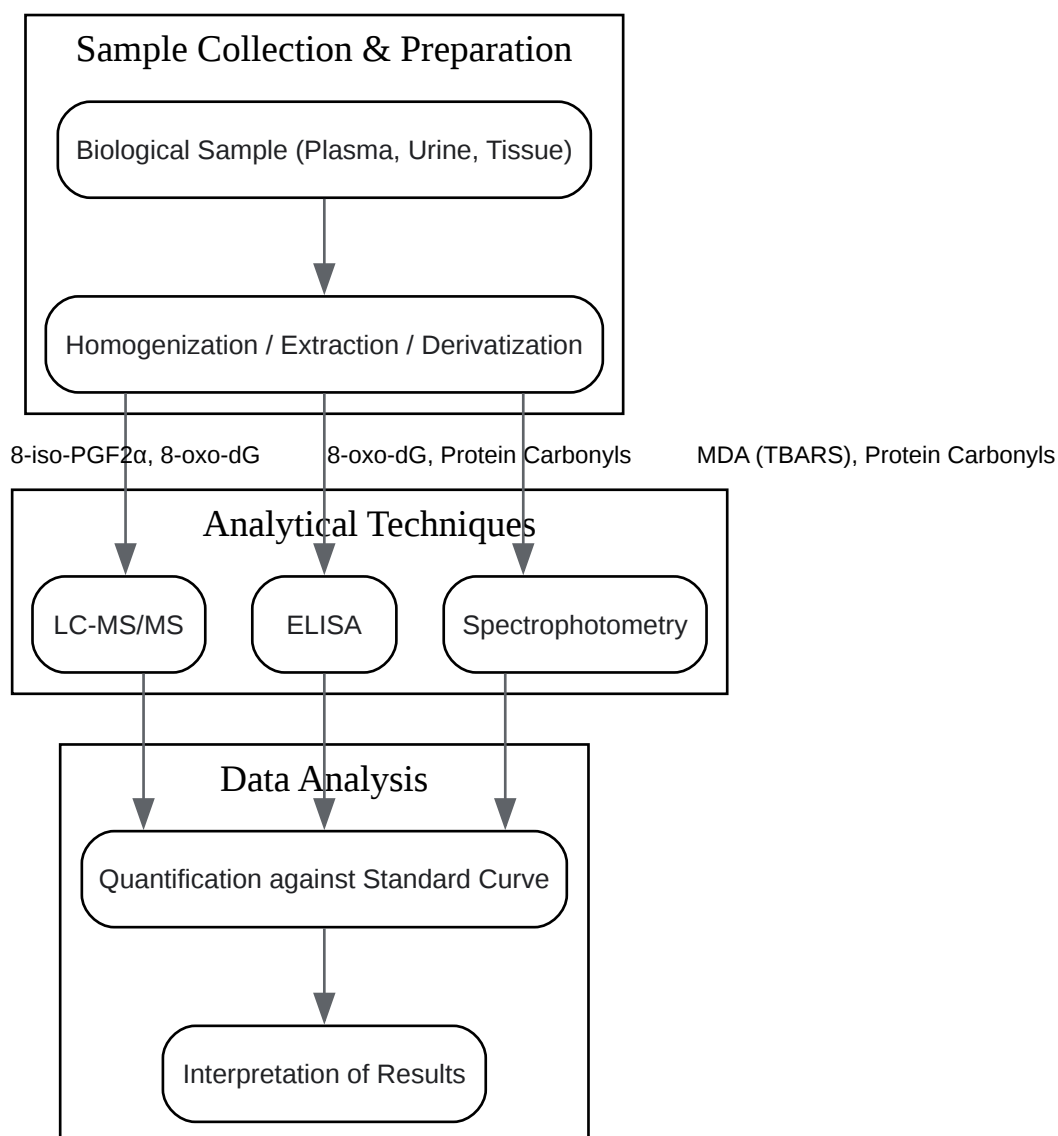 Sample Collection & Preparation
Biological Sample (Plasma, Urine, Tissue)
Homogenization / Extraction / Derivatization
8-iso-PGF2α, 8-oxo-dG
8-oxo-dG, Protein Carbonyls
MDA (TBARS), Protein Carbonyls
Analytical Techniques
LC-MS/MS
ELISA
Spectrophotometry
Data Analysis
Quantification against Standard Curve
Interpretation of Results